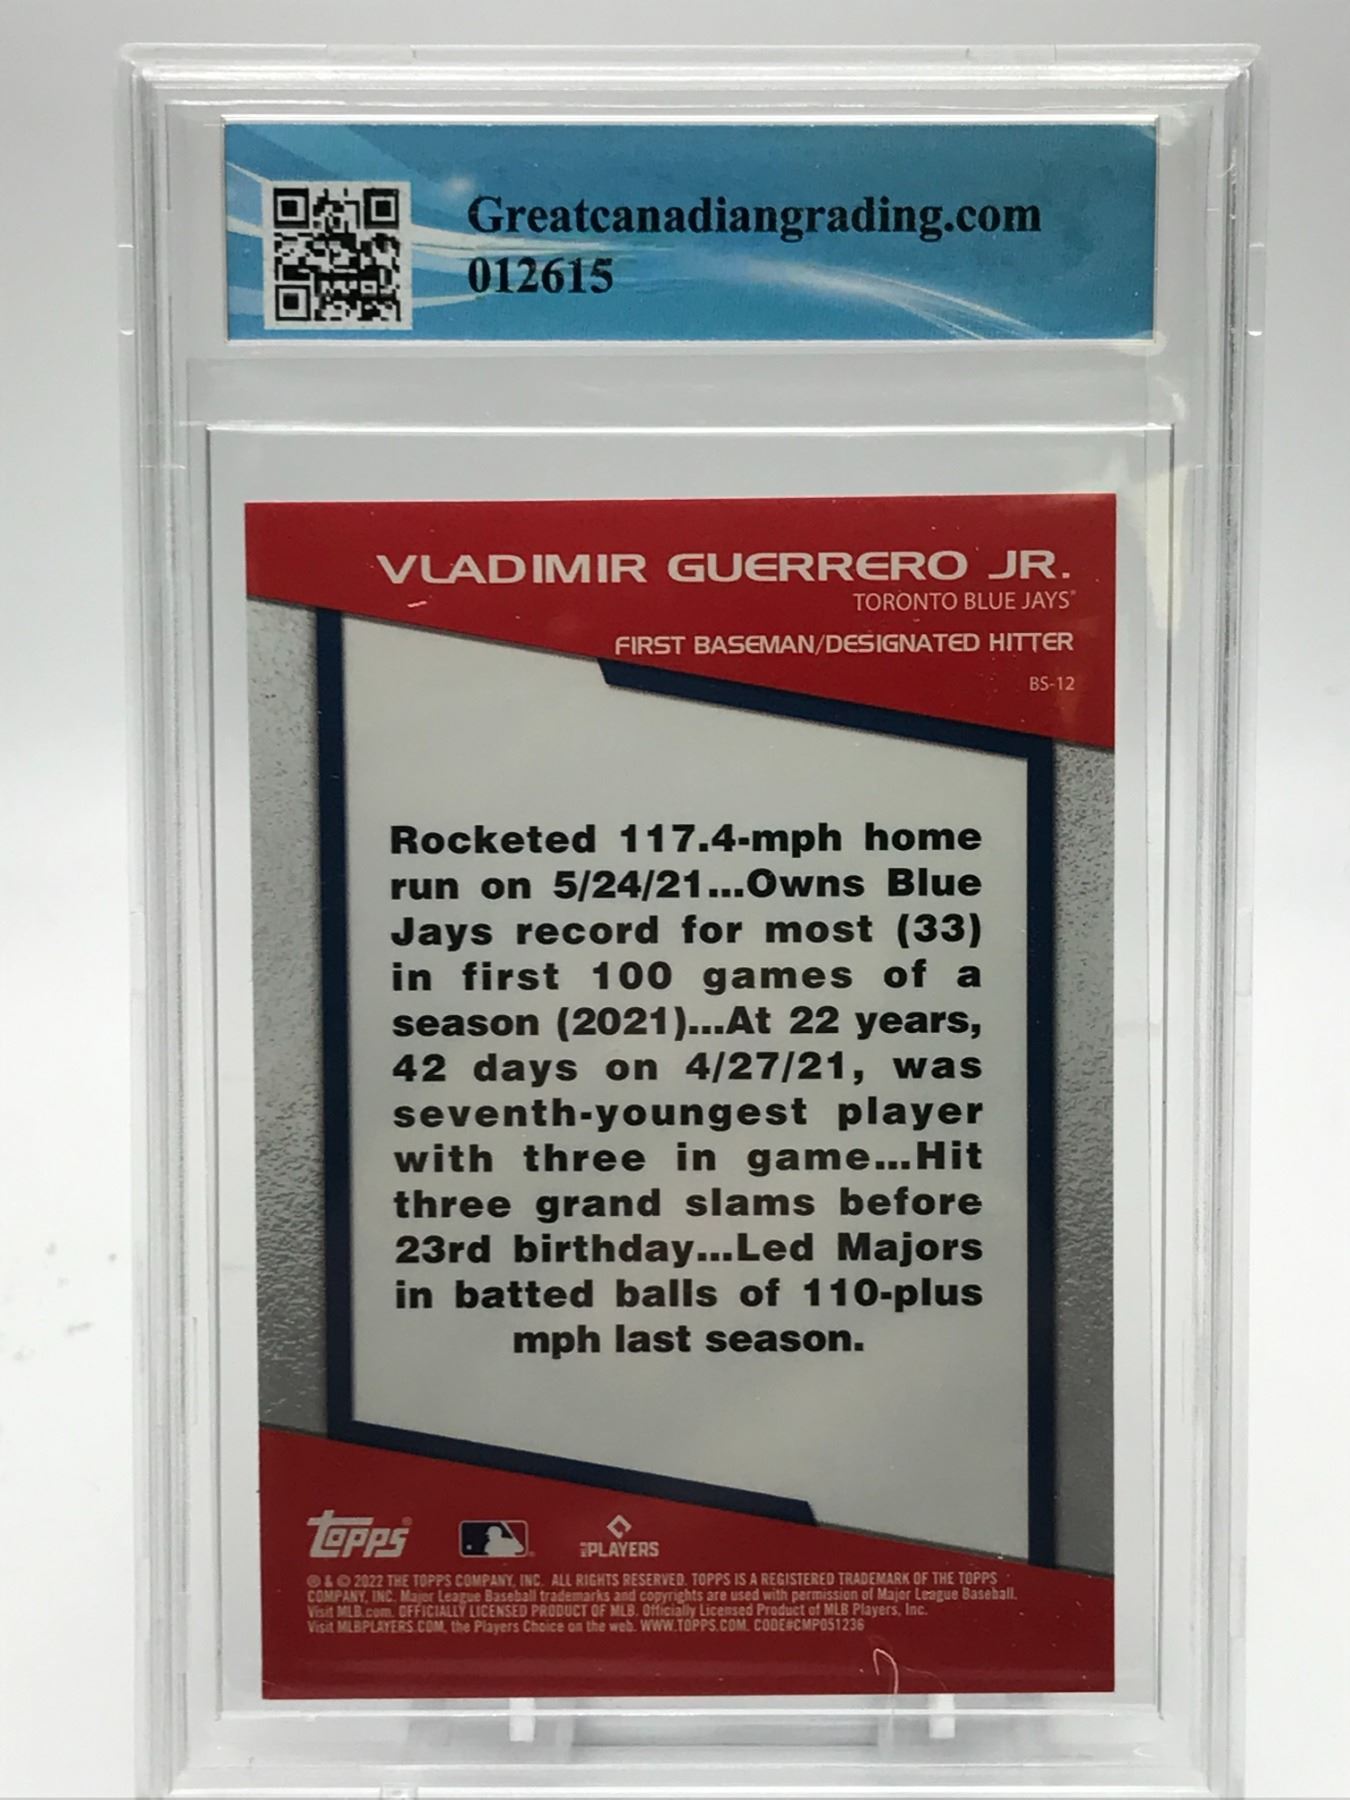 Greatcanadiangrading.com
012615
VLADIMIR GUERRERO JR.
TORONTO BLUE JAYS®
FIRST BASEMAN/DESIGNATED HITTER
BS-12
Rocketed 117.4-mph home
run on 5/24/21...Owns Blue
Jays record for most (33)
in first 100 games of a
season (2021)...At 22 years,
42 days on 4/27/21, was
seventh-youngest player
with three in game...Hit
three grand slams before
23rd birthday...Led Majors
in batted balls of 110-plus
mph last season.
Topps®
MLB PLAYERS
® & © 2022 THE TOPPS COMPANY, INC. ALL RIGHTS RESERVED. TOPPS IS A REGISTERED TRADEMARK OF THE TOPPS
COMPANY, INC. Major League Baseball trademarks and copyrights are used with permission of Major League Baseball.
Visit MLB.com. OFFICIALLY LICENSED PRODUCT OF MLB. Officially Licensed Product of MLB Players, Inc.
Visit MLBPLAYERS.COM, the Players Choice on the web. WWW.TOPPS.COM. CODE#CMP051236